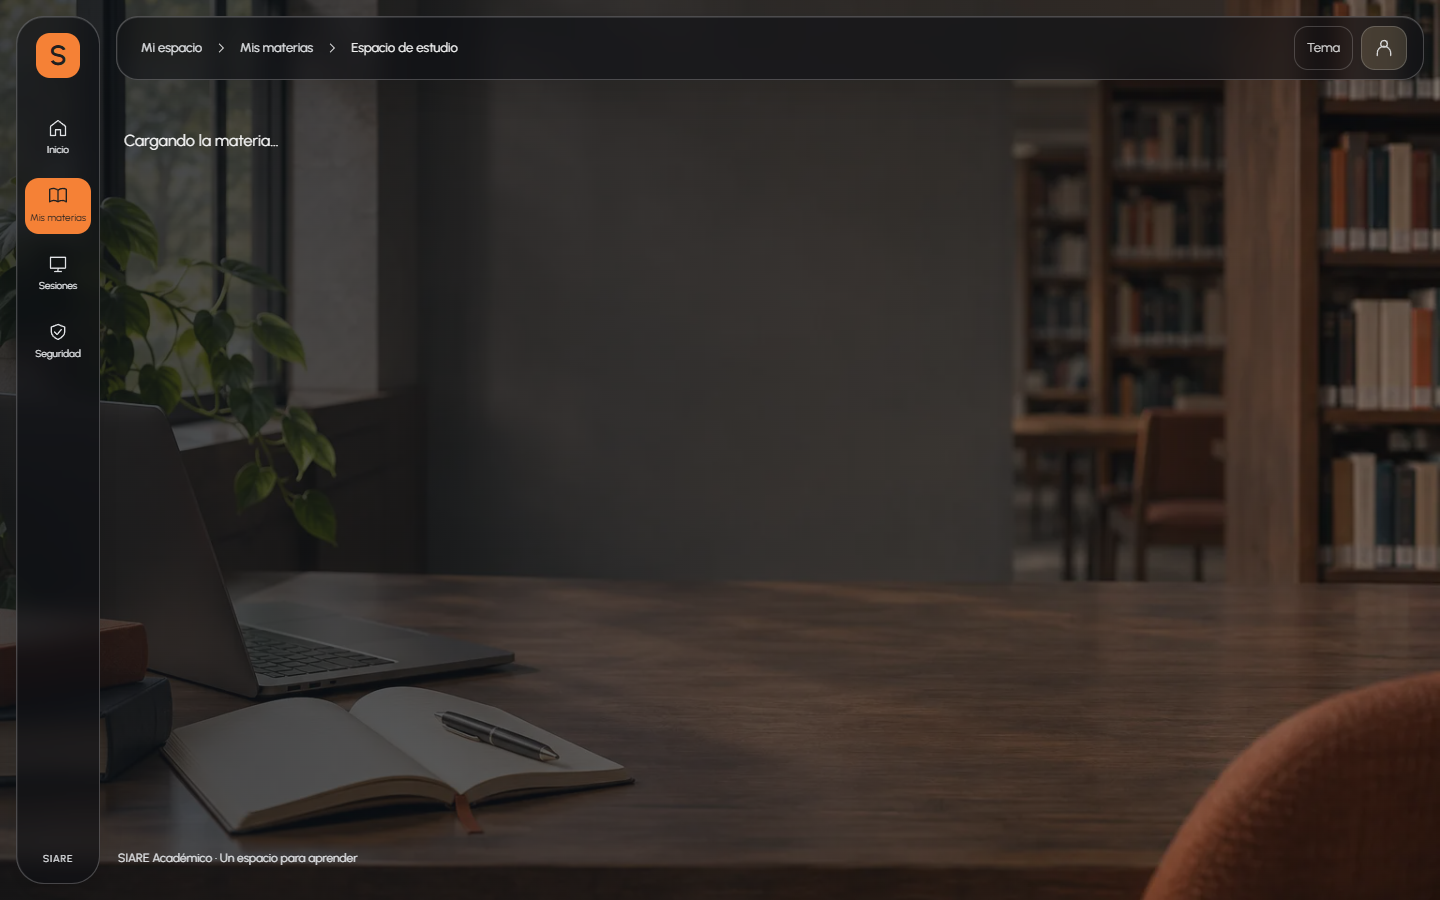 S
Mi espacio > Mis materias > Espacio de estudio
Tema
Cargando la materia...
Inicio
Mis materias
Sesiones
Seguridad
SIARE
SIARE Académico · Un espacio para aprender